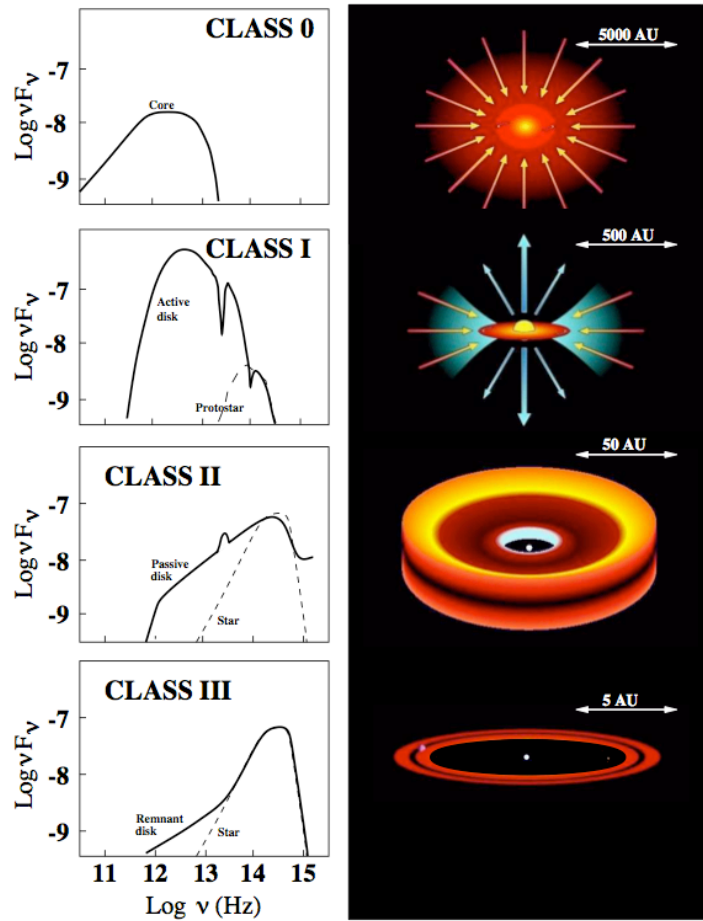 CLASS 0
5000 AU
Log νFν
-7
-8
-9
Core
CLASS I
500 AU
Log νFν
-7
-8
-9
Active
disk
Protostar
CLASS II
50 AU
Log νFν
-7
-8
-9
Passive
disk
Star
CLASS III
5 AU
Log νFν
-7
-8
-9
Remnant
disk
Star
11 12 13 14 15
Log ν (Hz)